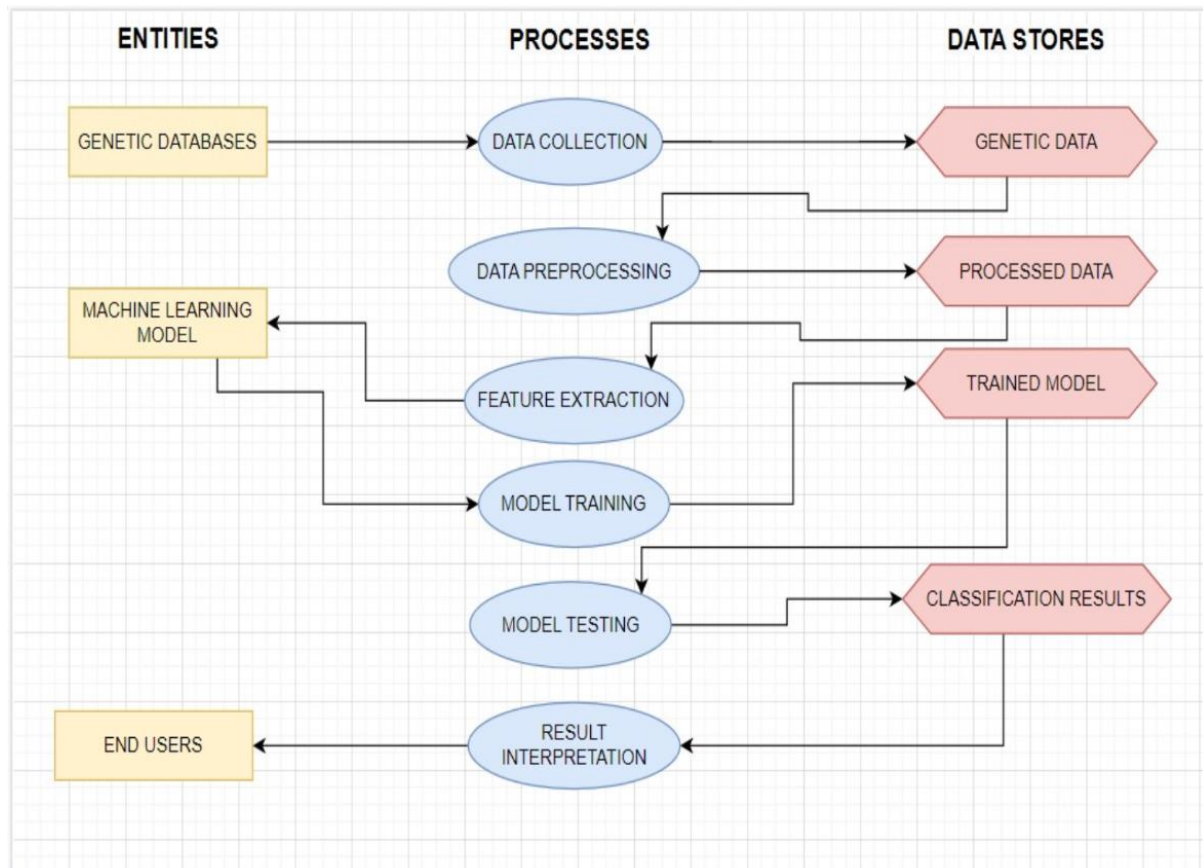 ENTITIES
PROCESSES
DATA STORES
GENETIC DATABASES
DATA COLLECTION
GENETIC DATA
DATA PREPROCESSING
PROCESSED DATA
MACHINE LEARNING
MODEL
FEATURE EXTRACTION
TRAINED MODEL
MODEL TRAINING
MODEL TESTING
CLASSIFICATION RESULTS
END USERS
RESULT
INTERPRETATION